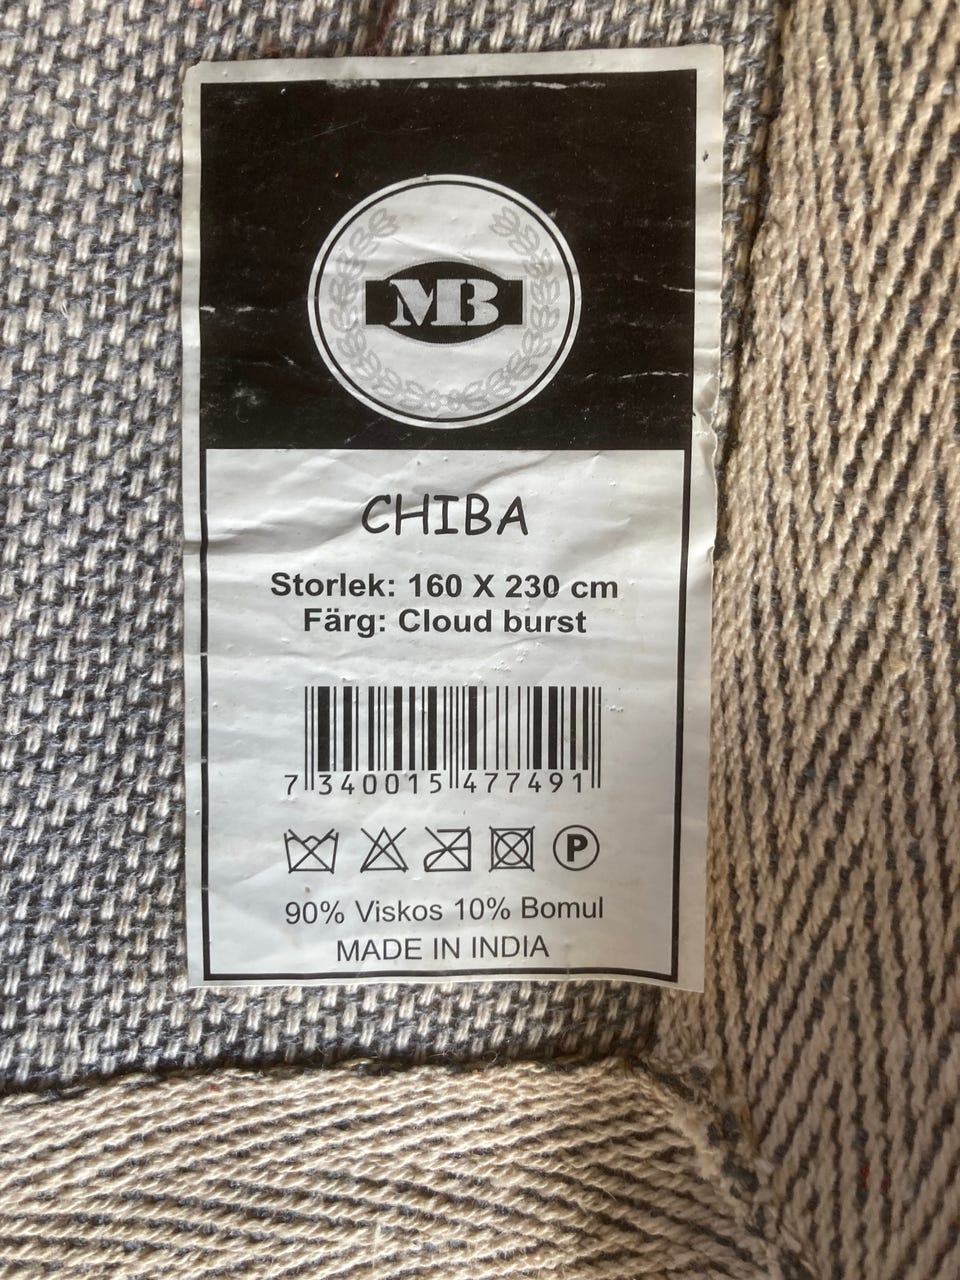 MB
CHIBA
Storlek: 160 X 230 cm
Färg: Cloud burst
7 340015 477491
P
90% Viskos 10% Bomul
MADE IN INDIA